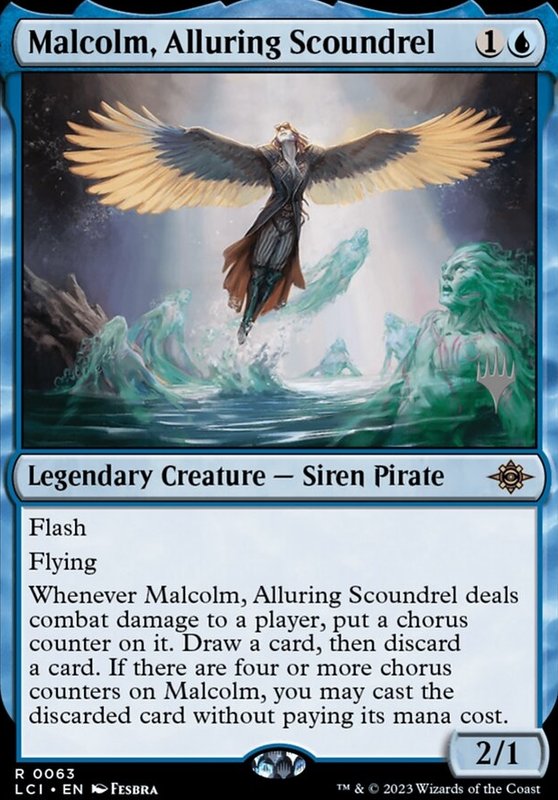 Malcolm, Alluring Scoundrel 1
Legendary Creature — Siren Pirate
Flash
Flying
Whenever Malcolm, Alluring Scoundrel deals
combat damage to a player, put a chorus
counter on it. Draw a card, then discard
a card. If there are four or more chorus
counters on Malcolm, you may cast the
discarded card without paying its mana cost.
2/1
R 0063
LCI • EN Fesbra
™ & © 2023 Wizards of the Coast